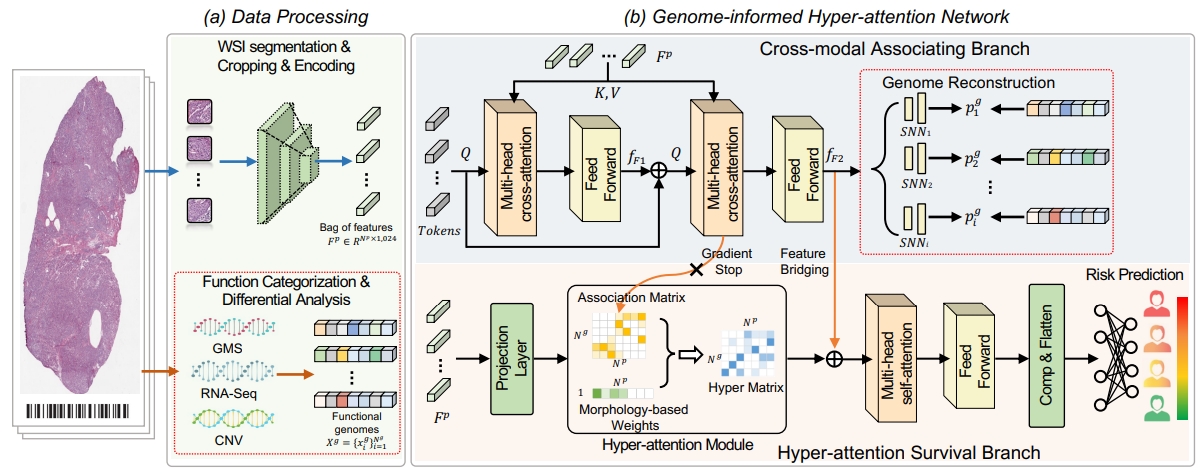 (a) Data Processing
WSI segmentation &
Cropping & Encoding
Bag of features
F^p ∈ R^{N^p×1,024}
Function Categorization &
Differential Analysis
GMS
RNA-Seq
CNV
Functional
genomes
X^g = {x_i^g}_{i=1}^{N^g}
(b) Genome-informed Hyper-attention Network
Cross-modal Associating Branch
F^p
K,V
Q
Tokens
Multi-head
cross-attention
Feed
Forward
f_{F1}
Q
Multi-head
cross-attention
Feed
Forward
f_{F2}
Genome Reconstruction
SNN_1
p_1^g
SNN_2
p_2^g
SNN_i
p_i^g
Gradient
Stop
Feature
Bridging
F^p
Projection
Layer
Association Matrix
N^g
N^p
1
N^p
Morphology-based
Weights
N^p
N^g
Hyper Matrix
Hyper-attention Module
Multi-head
self-attention
Feed
Forward
Comp & Flatten
Risk Prediction
Hyper-attention Survival Branch